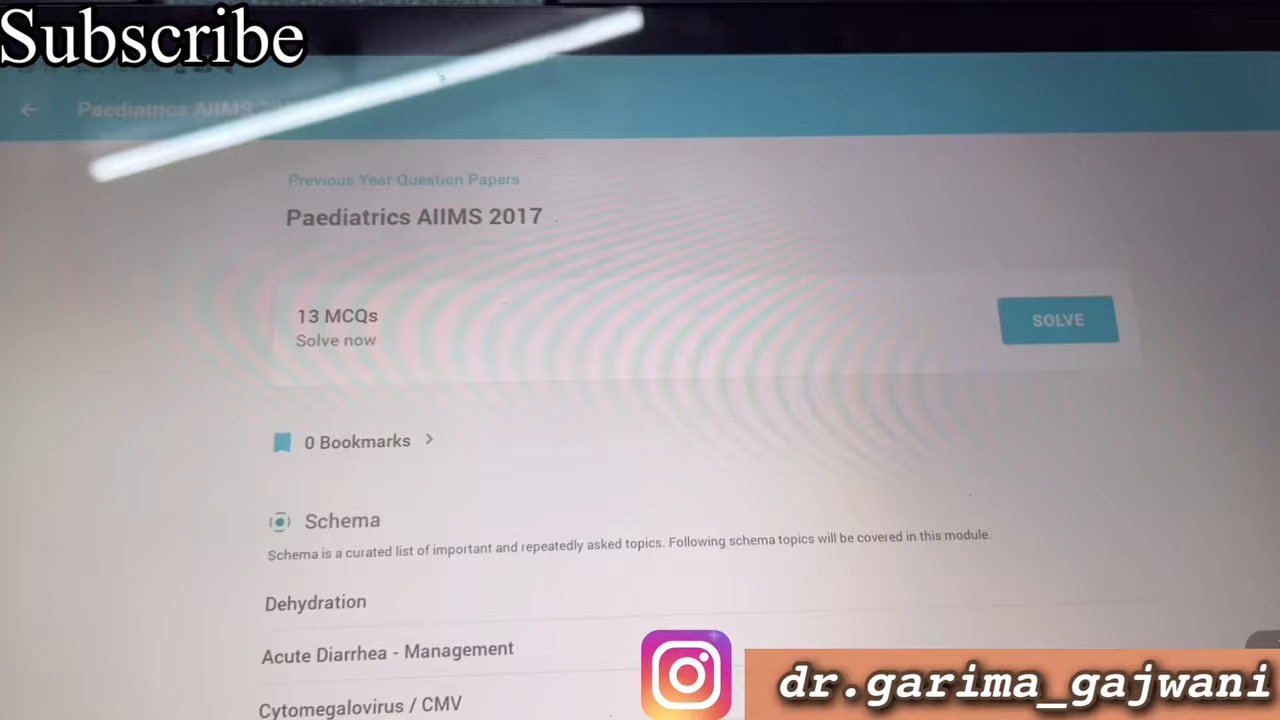 Subscribe
Paediatrics AIIMS
Previous Year Question Papers
Paediatrics AIIMS 2017
13 MCQs
Solve now
SOLVE
0 Bookmarks
Schema
Schema is a curated list of important and repeatedly asked topics. Following schema topics will be covered in this module.
Dehydration
Acute Diarrhea - Management
Cytomegalovirus / CMV
dr.garima_gajwani